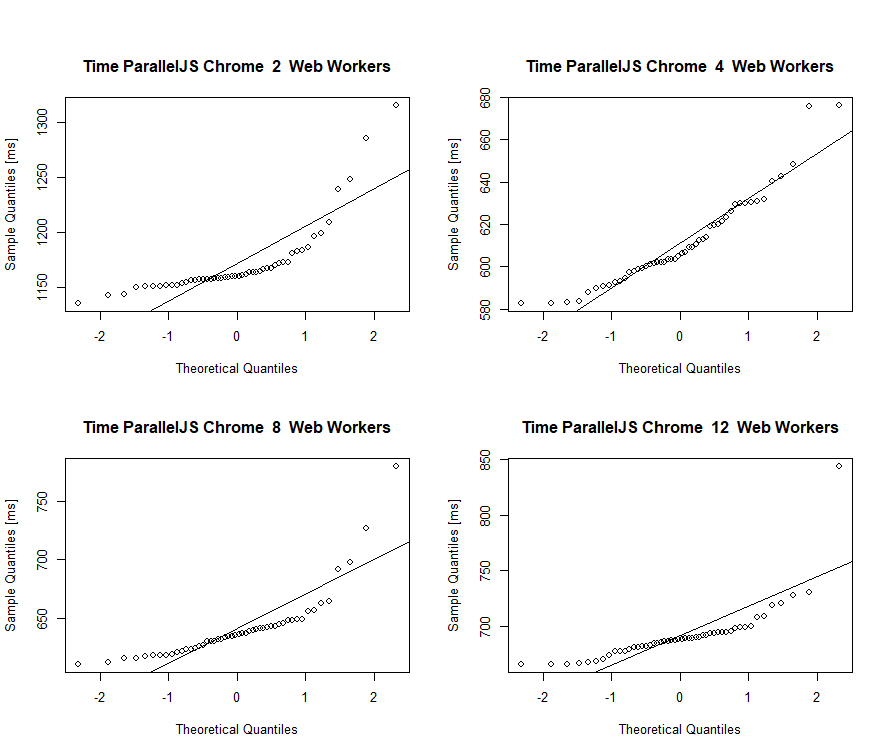 Time ParallelJS Chrome 2 Web Workers
Sample Quantiles [ms]
1150 1200 1250 1300
-2 -1 0 1 2
Theoretical Quantiles
Time ParallelJS Chrome 4 Web Workers
Sample Quantiles [ms]
580 600 620 640 660 680
-2 -1 0 1 2
Theoretical Quantiles
Time ParallelJS Chrome 8 Web Workers
Sample Quantiles [ms]
650 700 750
-2 -1 0 1 2
Theoretical Quantiles
Time ParallelJS Chrome 12 Web Workers
Sample Quantiles [ms]
700 750 800 850
-2 -1 0 1 2
Theoretical Quantiles